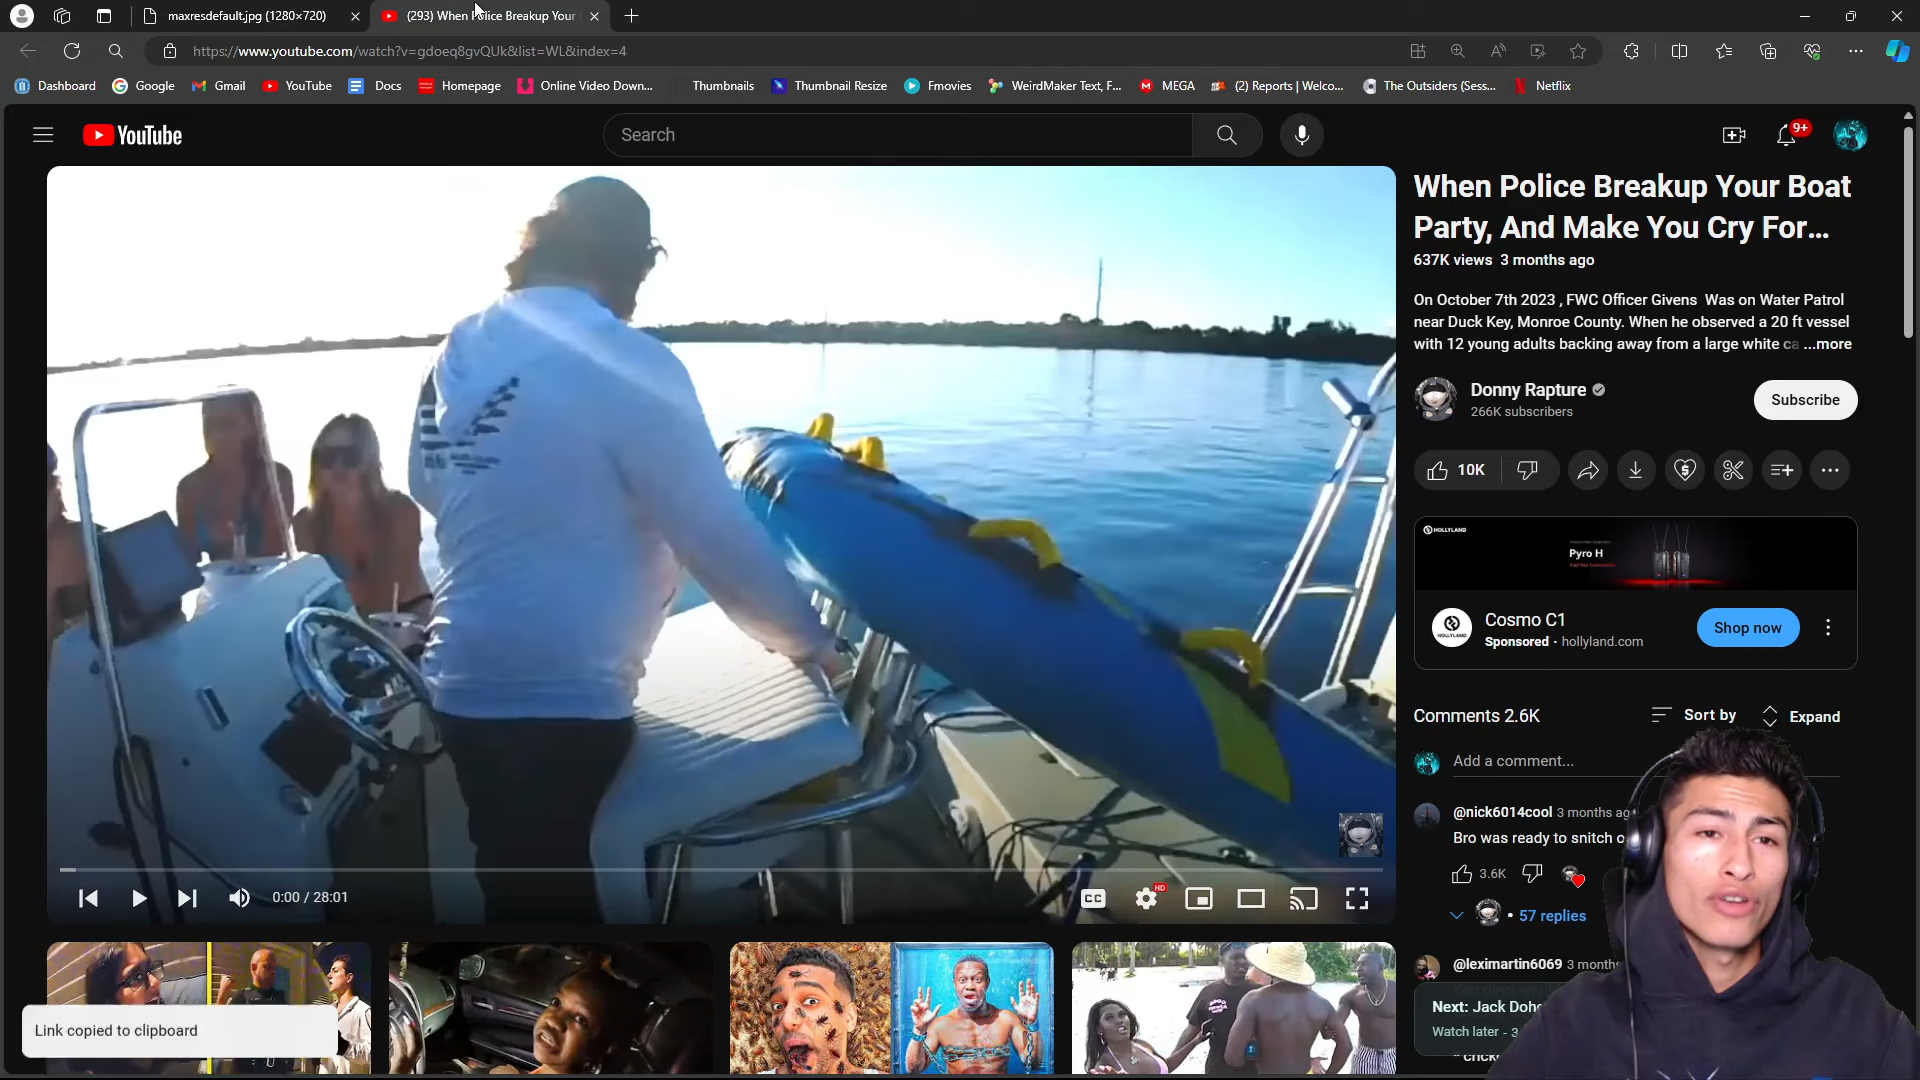 maxresdefault.jpg (1280×720)
(293) When Police Breakup Your
https://www.youtube.com/watch?v=gdoeq8gvQUk&list=WL&index=4
Dashboard
Google
Gmail
YouTube
Docs
Homepage
Online Video Down...
Thumbnails
Thumbnail Resize
Fmovies
WeirdMaker Text, F...
MEGA
(2) Reports | Welco...
The Outsiders (Sess...
Netflix
YouTube
Search
9+
When Police Breakup Your Boat
Party, And Make You Cry For...
637K views 3 months ago
On October 7th 2023 , FWC Officer Givens Was on Water Patrol
near Duck Key, Monroe County. When he observed a 20 ft vessel
with 12 young adults backing away from a large white ca ...more
Donny Rapture
266K subscribers
Subscribe
10K
HOLLYLAND
Pyro H
Cosmo C1
Sponsored · hollyland.com
Shop now
Comments 2.6K
Sort by
Expand
Add a comment...
@nick6014cool 3 months ag
Bro was ready to snitch o
3.6K
57 replies
@leximartin6069 3 month
Next: Jack Doh
Watch later - 3
0:00 / 28:01
CC
HD
Link copied to clipboard